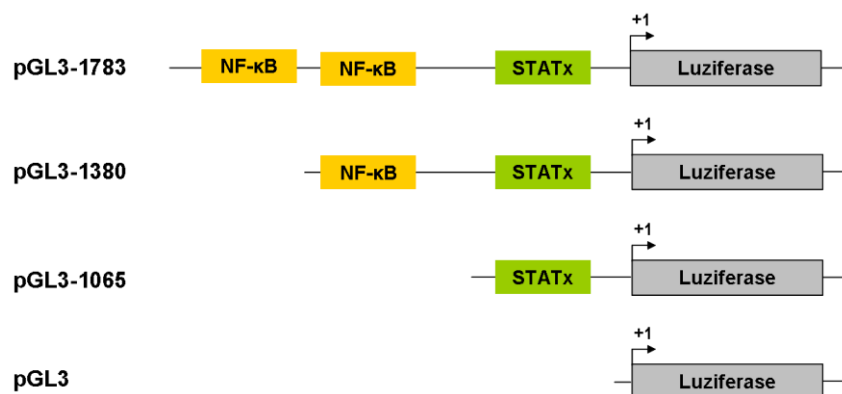 +1
pGL3-1783 NF-κB NF-κB STATx Luziferase
+1
pGL3-1380 NF-κB STATx Luziferase
+1
pGL3-1065 STATx Luziferase
+1
pGL3 Luziferase